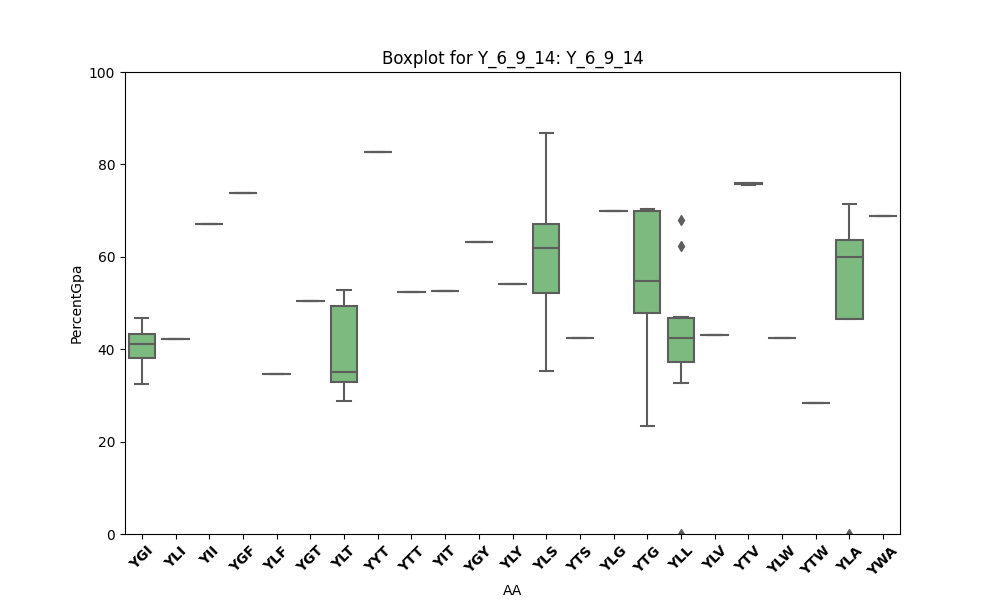 Boxplot for Y_6_9_14: Y_6_9_14
100
80
60
40
20
0
PercentGpa
YGI YLI YII YGF YLF YGT YLT YYT YTT YIT YGY YLY YLS YTS YLG YTG YLL YLV YTV YLW YTW YLA YWA
AA